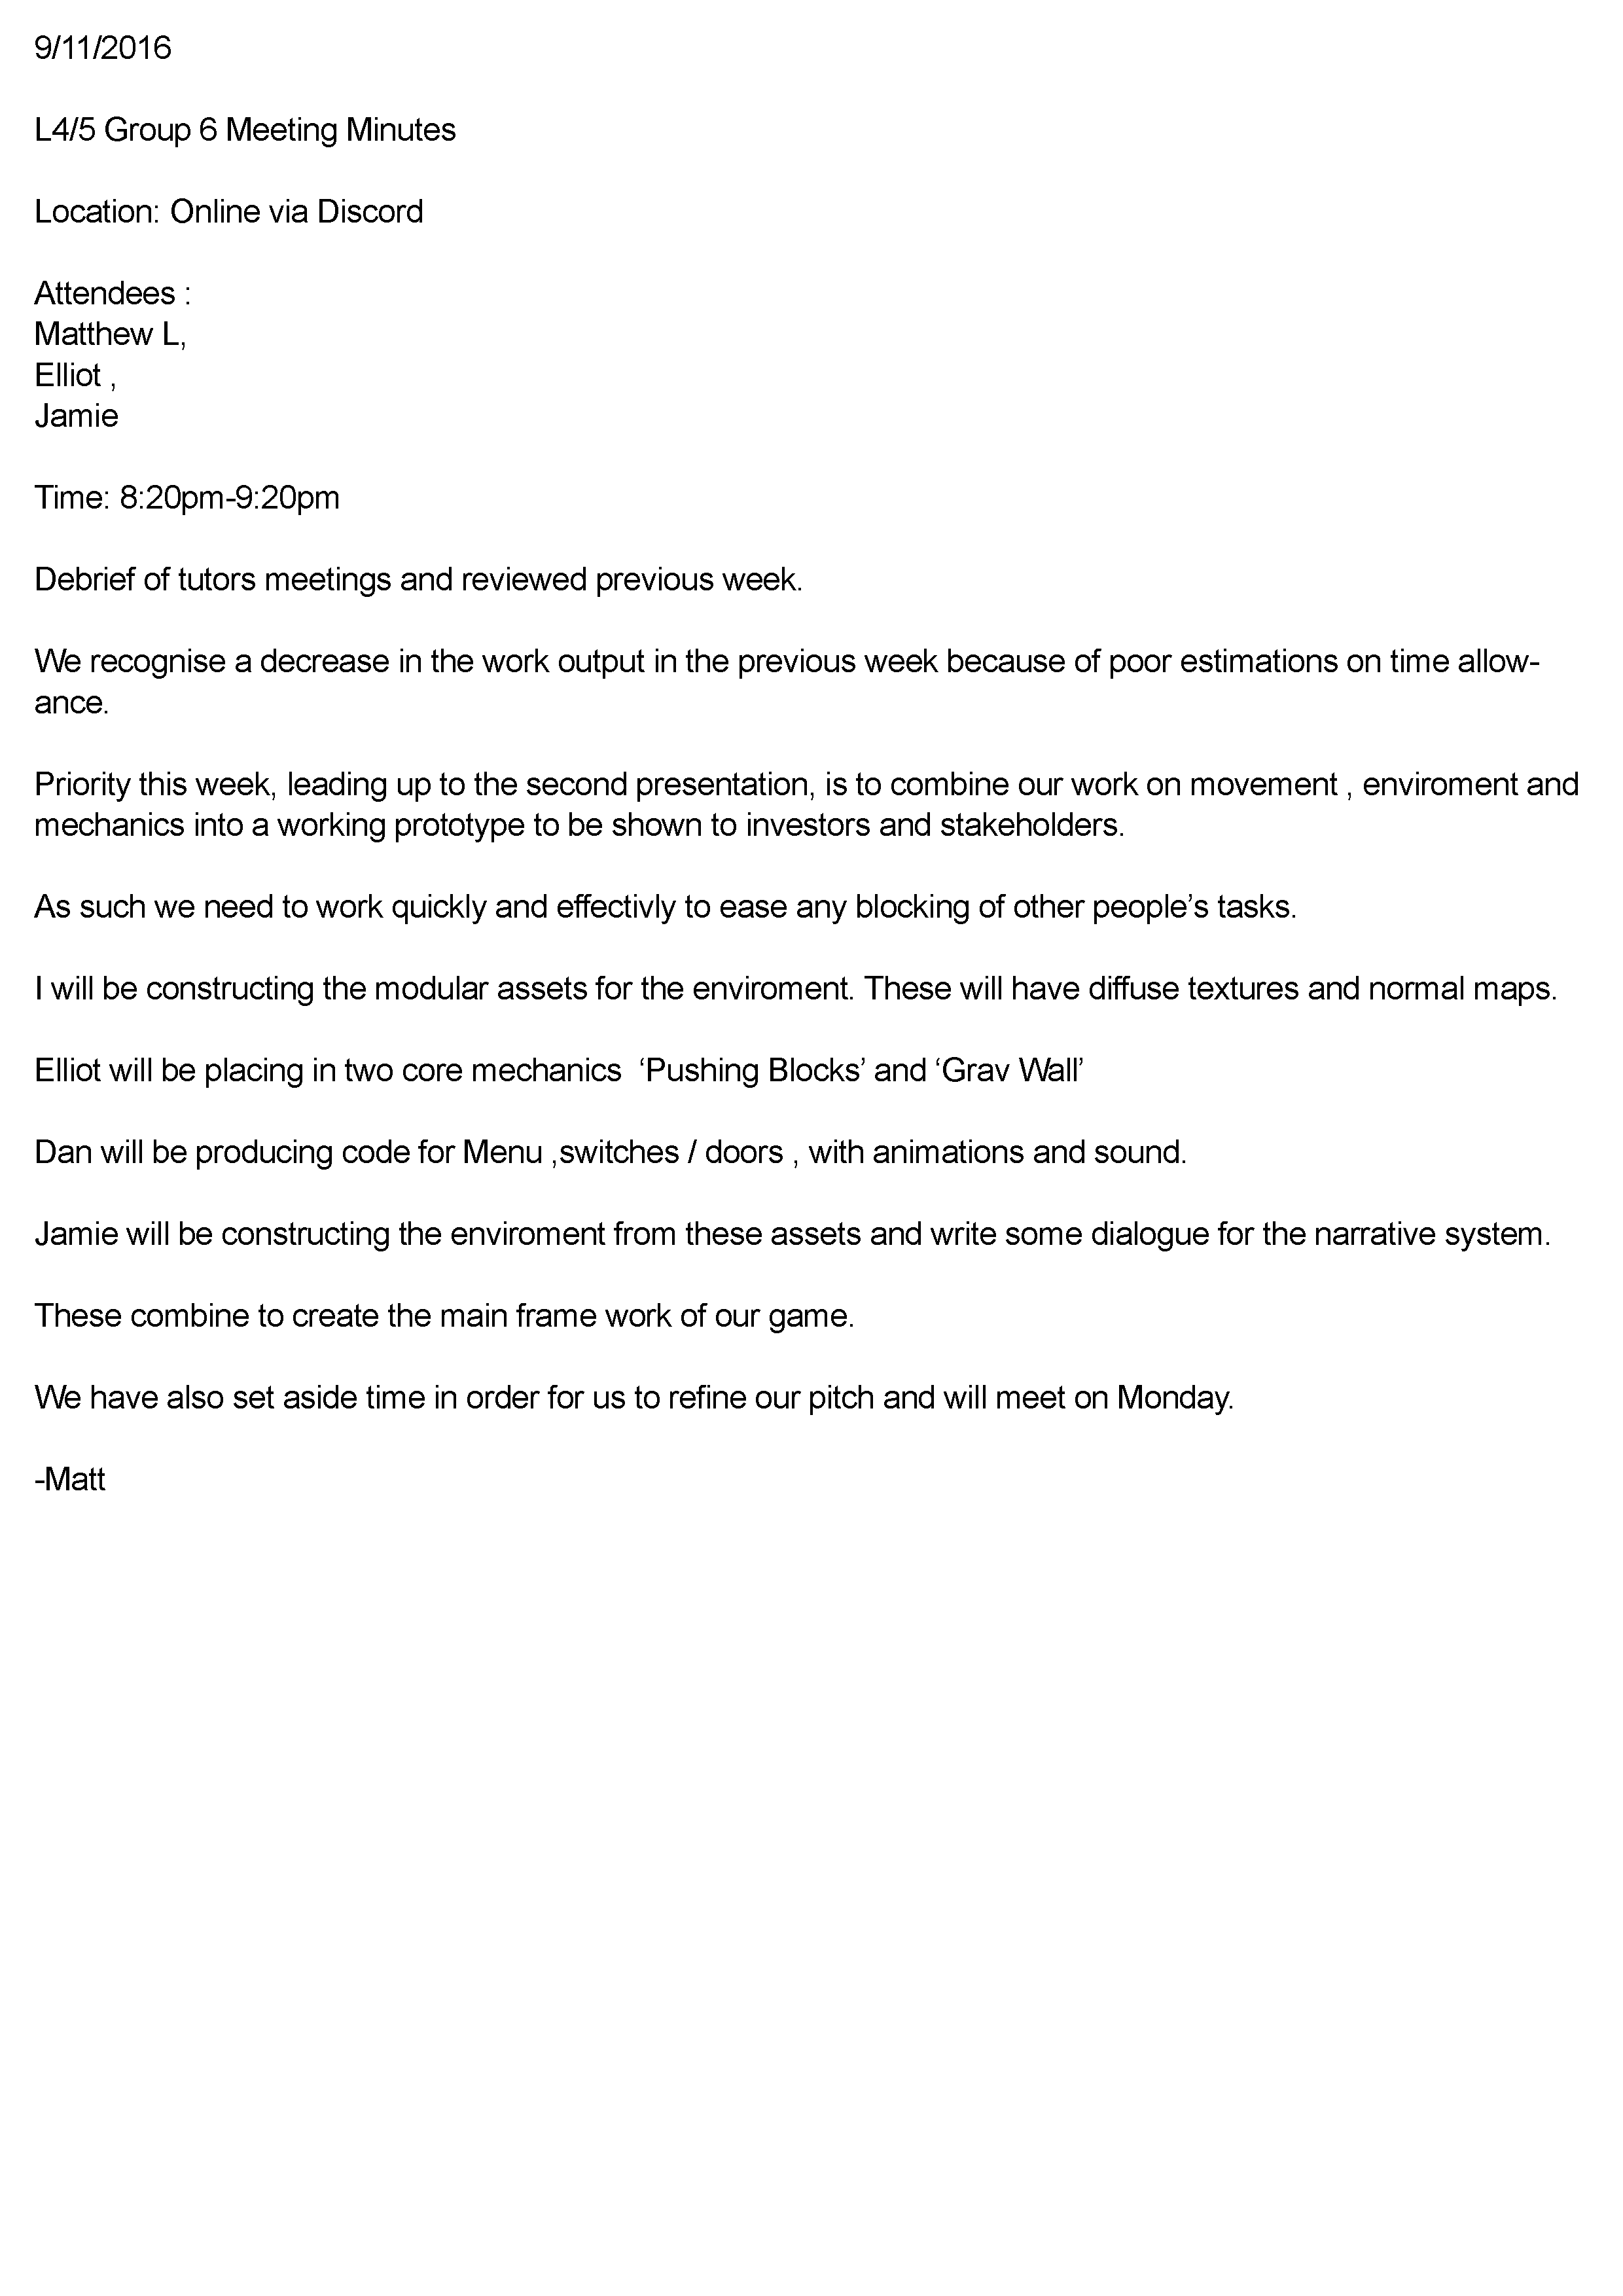 9/11/2016
L4/5 Group 6 Meeting Minutes
Location: Online via Discord
Attendees :
Matthew L,
Elliot ,
Jamie
Time: 8:20pm-9:20pm
Debrief of tutors meetings and reviewed previous week.
We recognise a decrease in the work output in the previous week because of poor estimations on time allow-
ance.
Priority this week, leading up to the second presentation, is to combine our work on movement , enviroment and
mechanics into a working prototype to be shown to investors and stakeholders.
As such we need to work quickly and effectivly to ease any blocking of other people’s tasks.
I will be constructing the modular assets for the enviroment. These will have diffuse textures and normal maps.
Elliot will be placing in two core mechanics  ‘Pushing Blocks’ and ‘Grav Wall’
Dan will be producing code for Menu ,switches / doors , with animations and sound.
Jamie will be constructing the enviroment from these assets and write some dialogue for the narrative system.
These combine to create the main frame work of our game.
We have also set aside time in order for us to refine our pitch and will meet on Monday.
-Matt